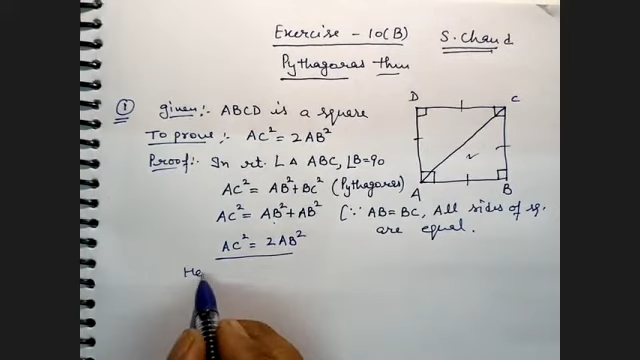 Exercise - 10(B)
S. Chand
Pythagoras thm
① given:- ABCD is a square
To prove:- AC² = 2AB²
Proof:- In rt. L Δ ABC, ∠B=90
AC² = AB² + BC² (Pythagoras)
AC² = AB² + AB² (∵ AB = BC, All sides of sq. are equal.
AC² = 2AB²
He
D C
A B